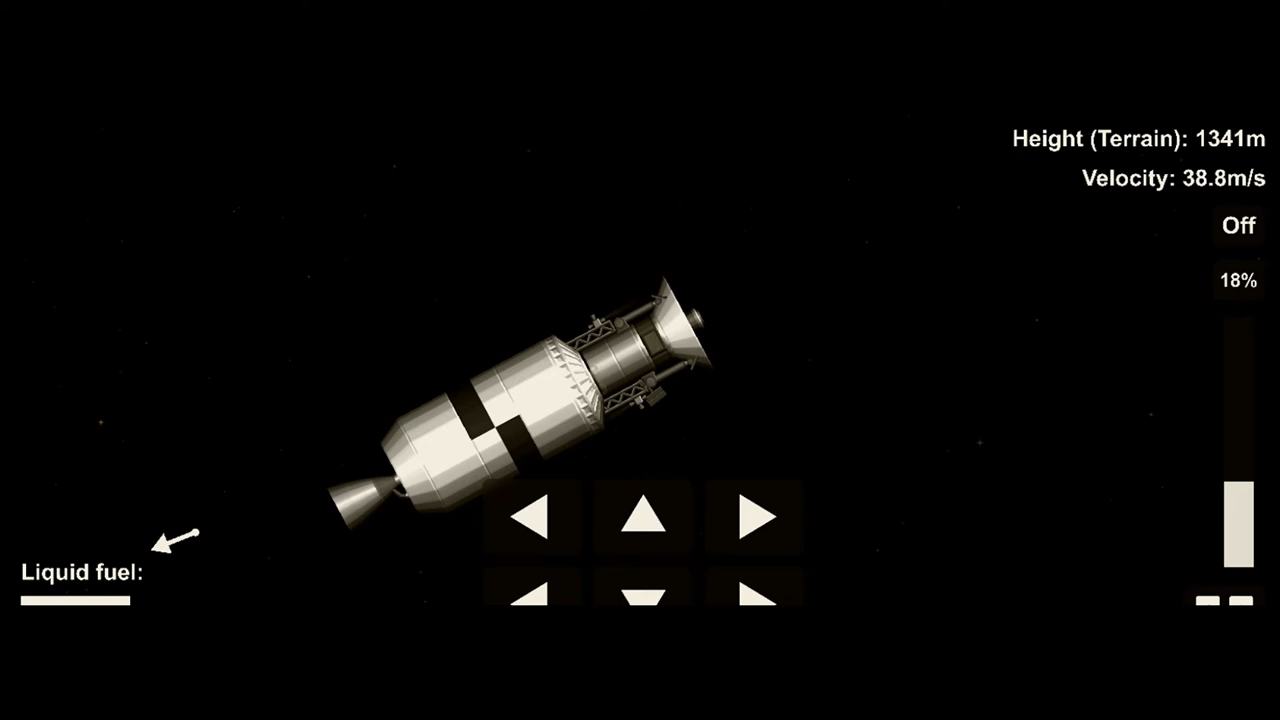 Height (Terrain): 1341m
Velocity: 38.8m/s
Off
18%
Liquid fuel: